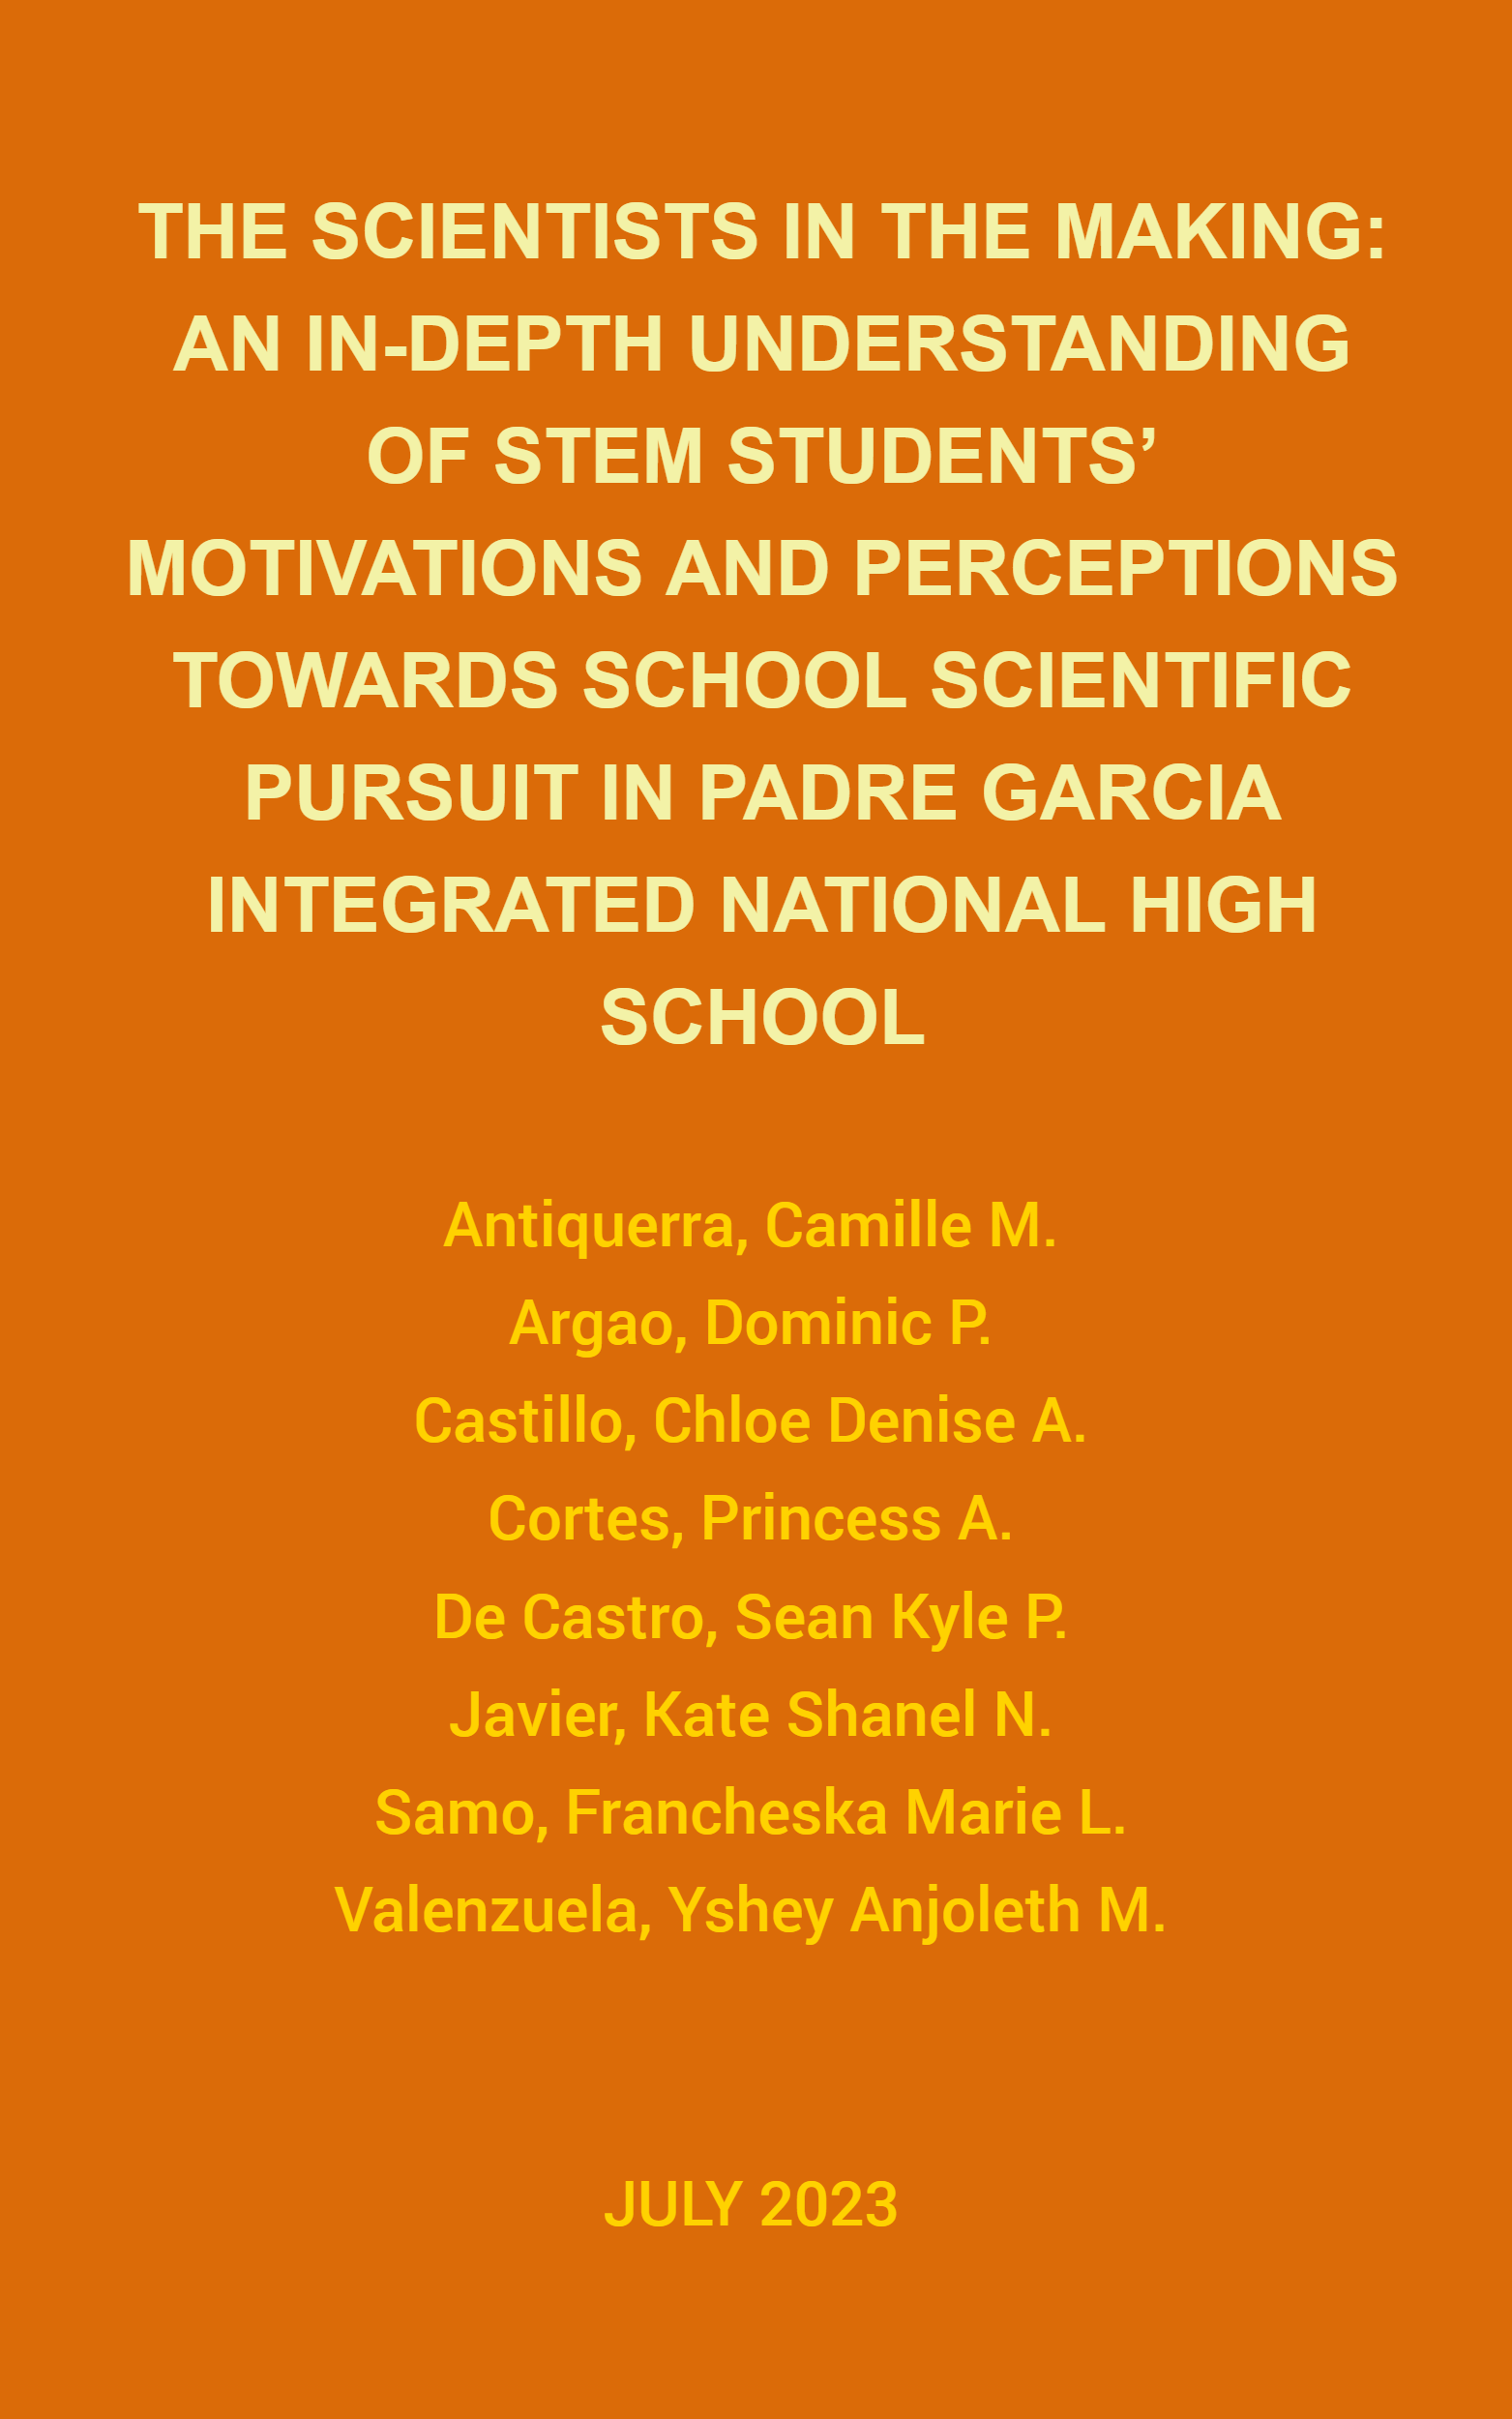 THE SCIENTISTS IN THE MAKING:
AN IN-DEPTH UNDERSTANDING
OF STEM STUDENTS’
MOTIVATIONS AND PERCEPTIONS
TOWARDS SCHOOL SCIENTIFIC
PURSUIT IN PADRE GARCIA
INTEGRATED NATIONAL HIGH
SCHOOL
Antiquerra, Camille M.
Argao, Dominic P.
Castillo, Chloe Denise A.
Cortes, Princess A.
De Castro, Sean Kyle P.
Javier, Kate Shanel N.
Samo, Francheska Marie L.
Valenzuela, Yshey Anjoleth M.
JULY 2023